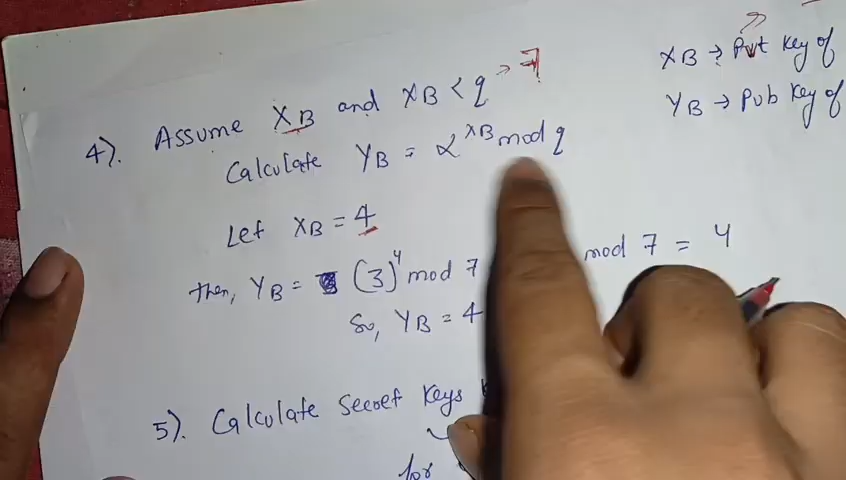 4). Assume XB and XB < q → 7
Calculate YB = α^XB mod q
XB → Pvt key of
YB → Pub key of
Let XB = 4
then, YB = (3)^4 mod 7 mod 7 = 4
So, YB = 4
5). Calculate Secret Keys
for